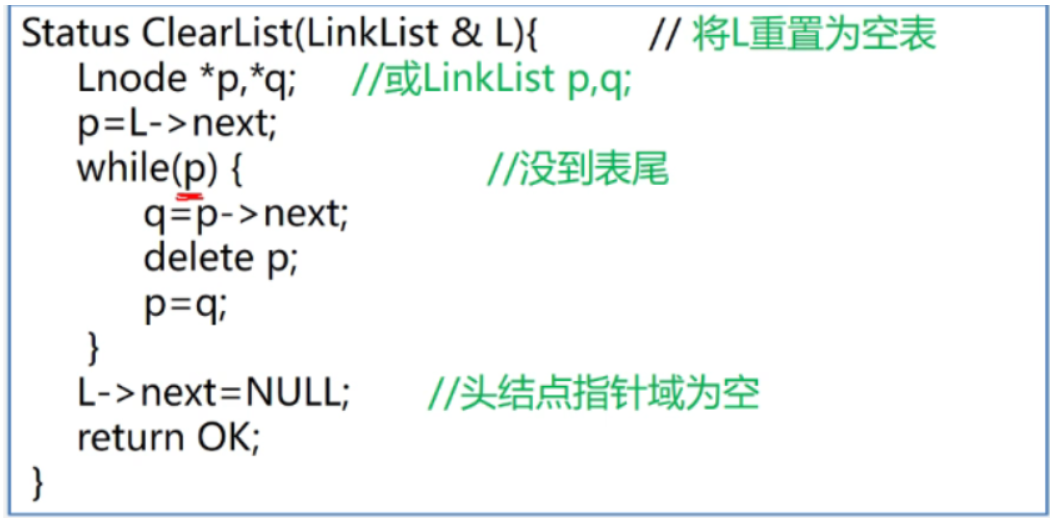 Status ClearList(LinkList & L){ // 将L重置为空表
Lnode *p,*q; //或LinkList p,q;
p=L->next;
while(p) { //没到表尾
q=p->next;
delete p;
p=q;
}
L->next=NULL; //头结点指针域为空
return OK;
}